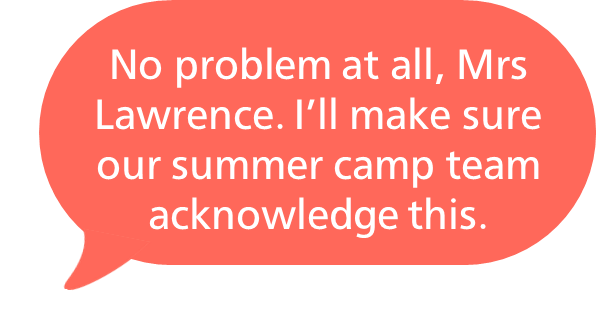 No problem at all, Mrs
Lawrence. I’ll make sure
our summer camp team
acknowledge this.